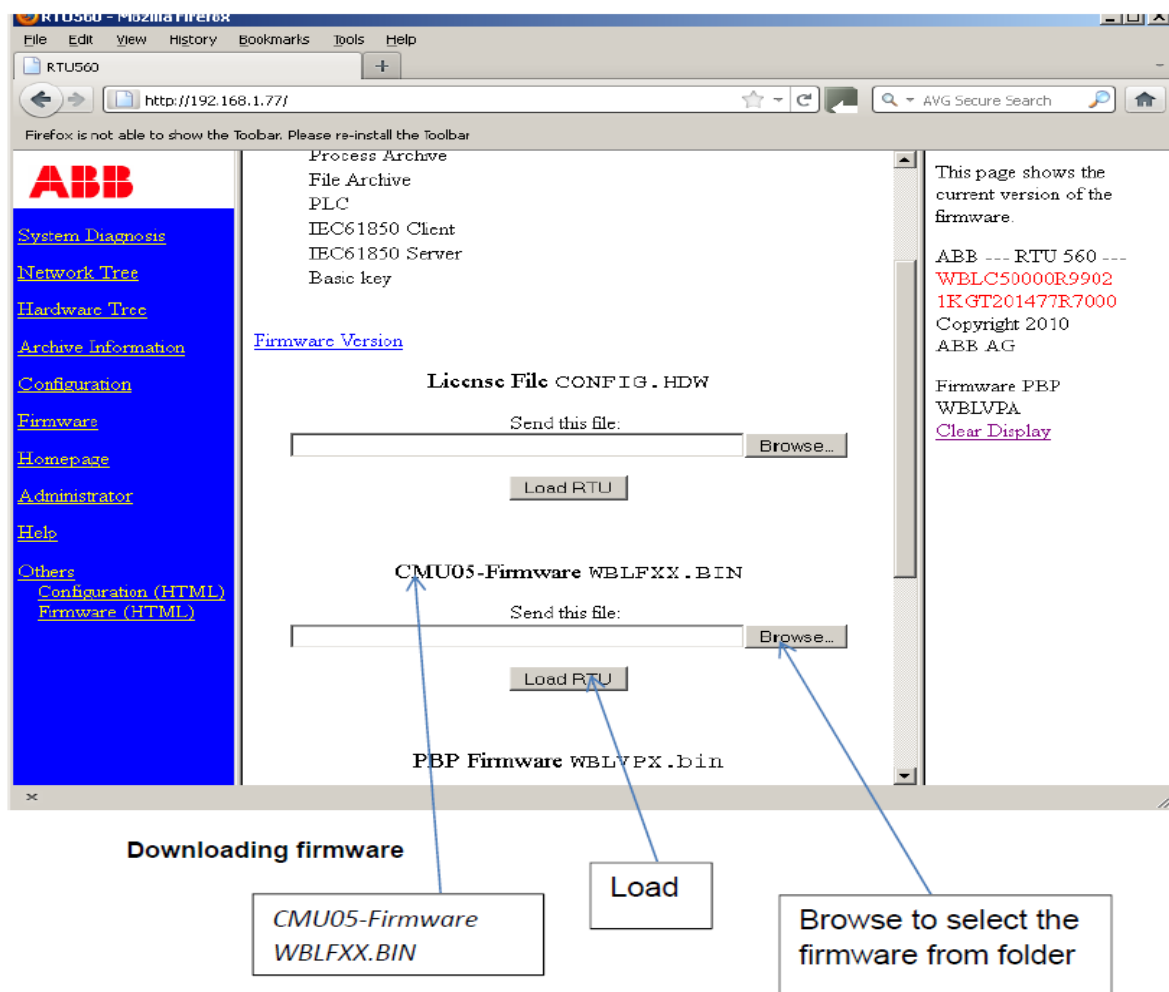 RTU560 - Mozilla Firefox
File Edit View History Bookmarks Tools Help
RTU560
http://192.168.1.77/
AVG Secure Search
Firefox is not able to show the Toolbar. Please re-install the Toolbar
ABB
System Diagnosis
Network Tree
Hardware Tree
Archive Information
Configuration
Firmware
Homepage
Administrator
Help
Others
Configuration (HTML)
Firmware (HTML)
Process Archive
File Archive
PLC
IEC61850 Client
IEC61850 Server
Basic key
Firmware Version
License File CONFIG.HDW
Send this file:
Browse...
Load RTU
CMU05-Firmware WBLFXX.BIN
Send this file:
Browse...
Load RTU
PBP Firmware WBLVPX.bin
This page shows the
current version of the
firmware.
ABB --- RTU 560 ---
WBLC50000R9902
1KGT201477R7000
Copyright 2010
ABB AG
Firmware PBP
WBLVPA
Clear Display
Downloading firmware
CMU05-Firmware
WBLFXX.BIN
Load
Browse to select the
firmware from folder